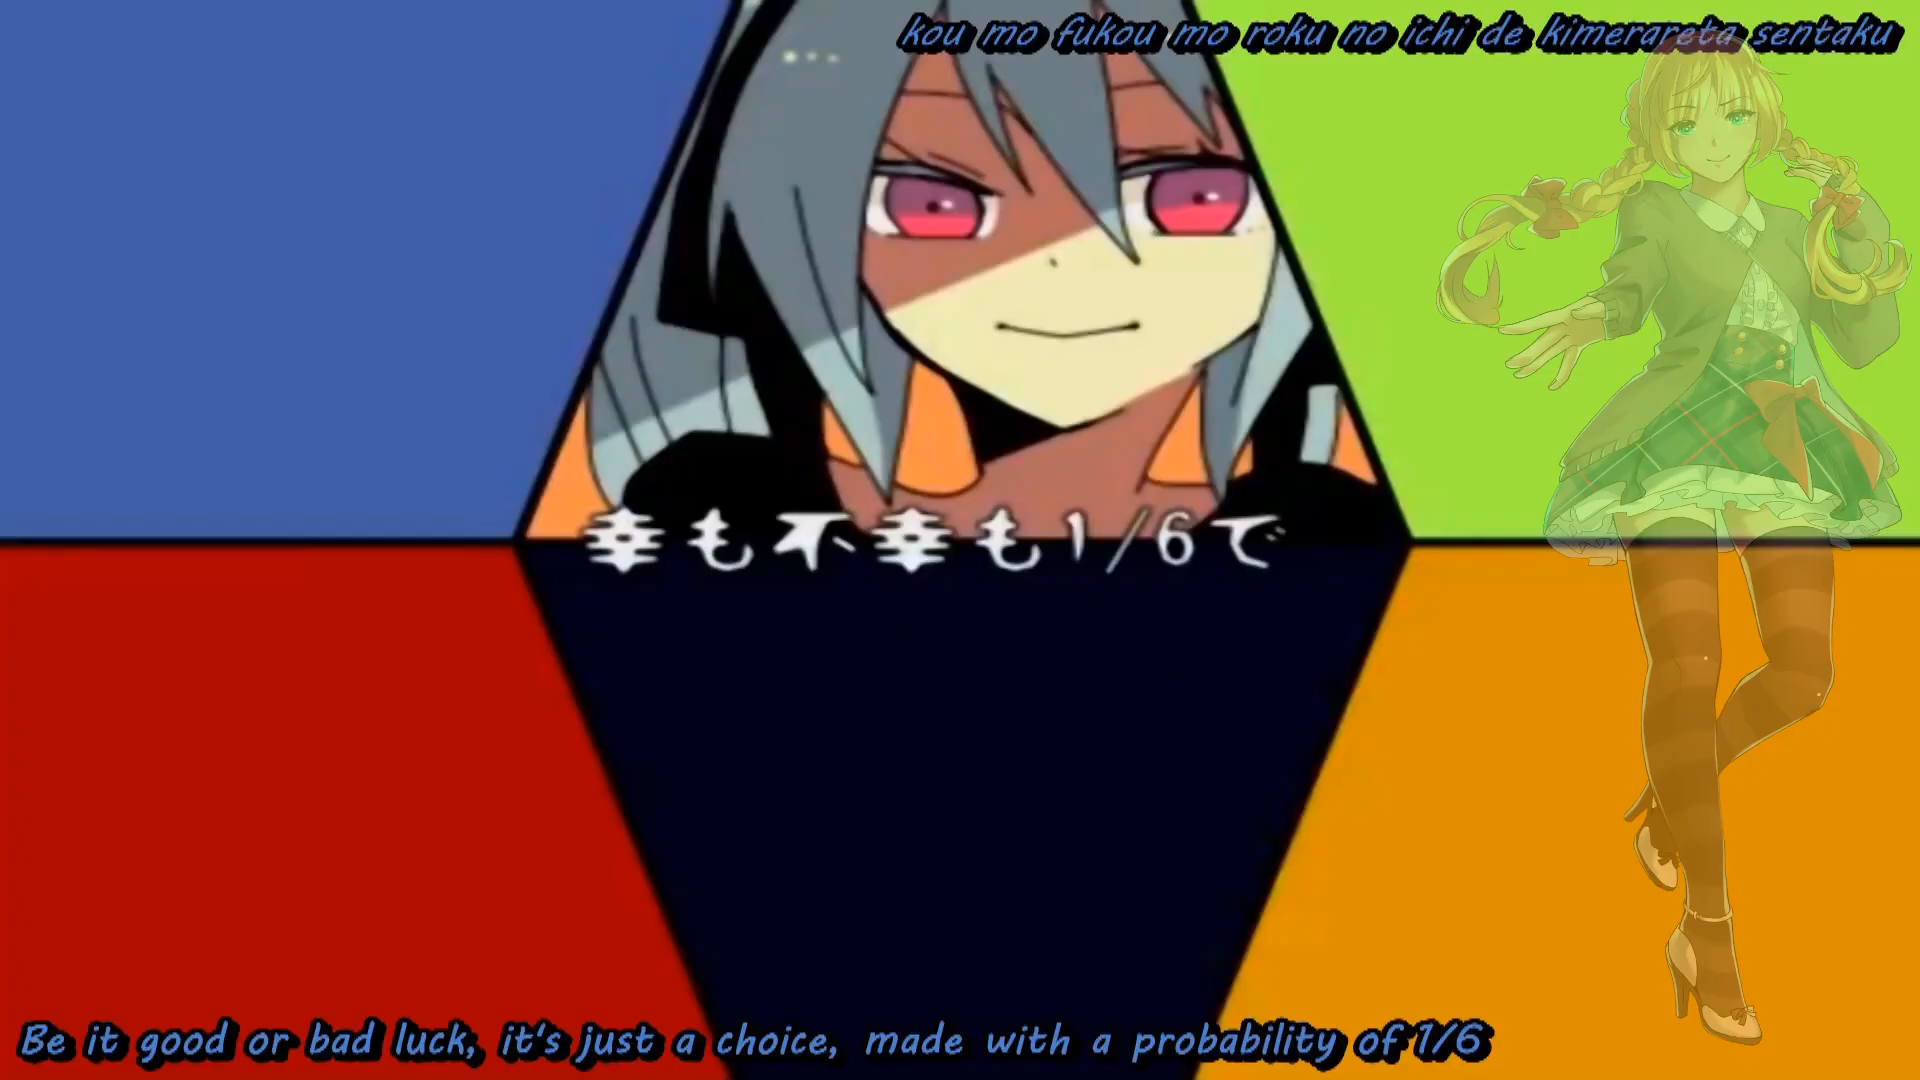 kou mo fukou mo roku no ichi de kimerareta sentaku
幸も不幸も1/6で
Be it good or bad luck, it's just a choice, made with a probability of 1/6